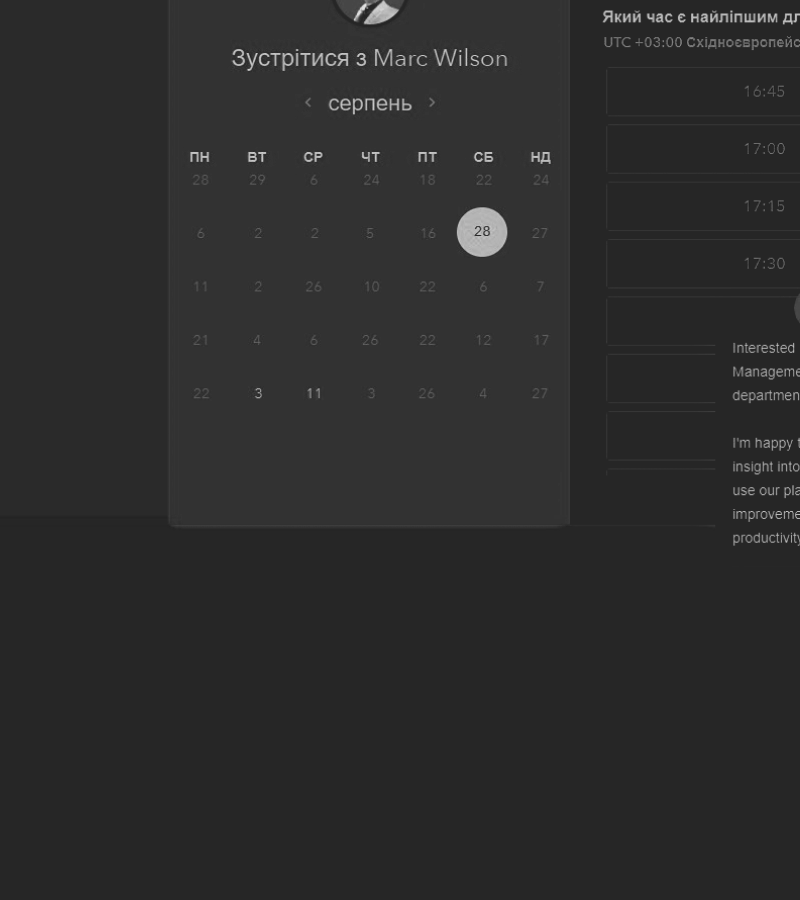 Зустрітися з Marc Wilson
< серпень >
ПН ВТ СР ЧТ ПТ СБ НД
28 29 6 24 18 22 24
6 2 2 5 16 28 27
11 2 26 10 22 6 7
21 4 6 26 22 12 17
22 3 11 3 26 4 27
Який час є найліпшим дл
UTC +03:00 Східноєвропейс
16:45
17:00
17:15
17:30
Interested
Manageme
departmen
I'm happy t
insight into
use our pla
improveme
productivity